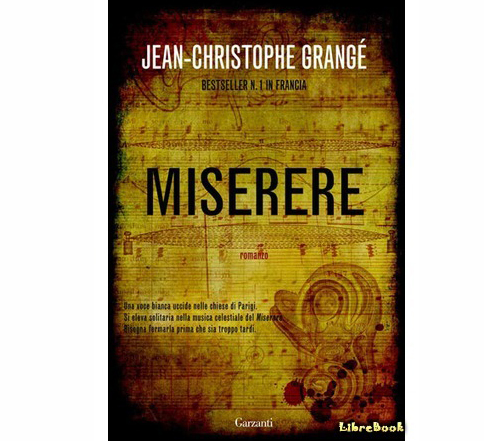 JEAN-CHRISTOPHE GRANGÉ
BESTSELLER N. 1 IN FRANCIA
MISERERE
romanzo
Una voce bianca uccide nelle chiese di Parigi.
Si eleva solitaria nella musica celestiale del Miserere.
Bisogna fermarla prima che sia troppo tardi.
Garzanti
LibreBook